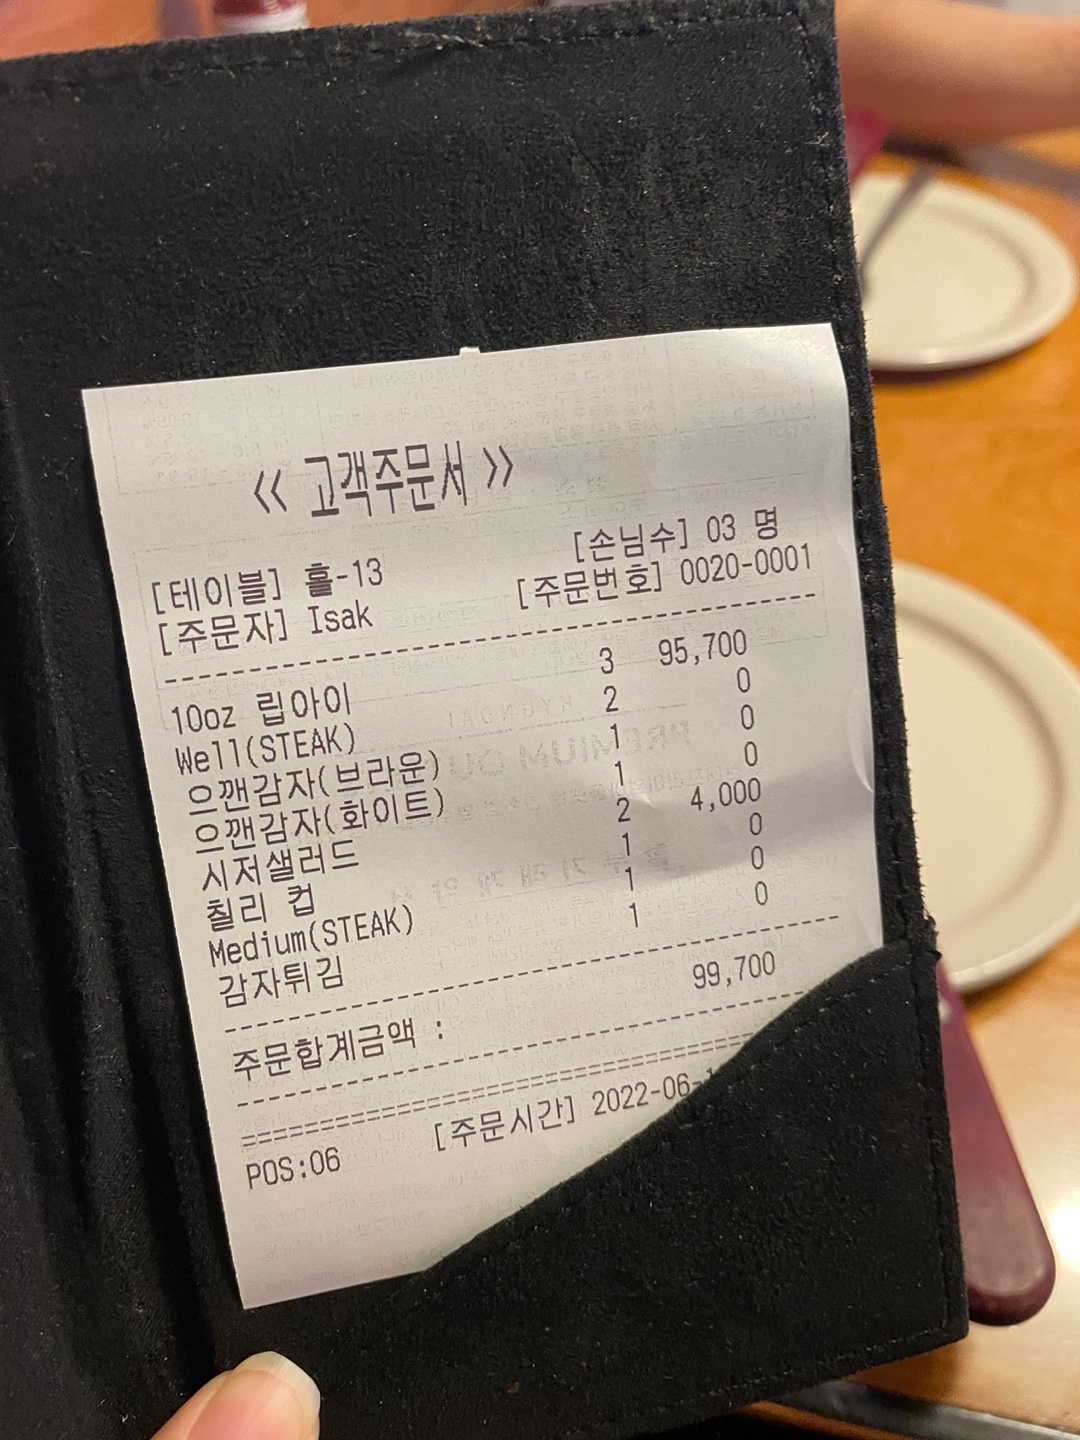 << 고객주문서 >>
[테이블] 홀-13 [손님수] 03 명
[주문자] Isak [주문번호] 0020-0001
10oz 립아이 3 95,700
Well(STEAK) 2 0
으깬감자(브라운) 1 0
으깬감자(화이트) 1 0
시저샐러드 2 4,000
칠리 컵 1 0
Medium(STEAK) 1 0
감자튀김 1 0
주문합계금액 : 99,700
POS:06 [주문시간] 2022-06-